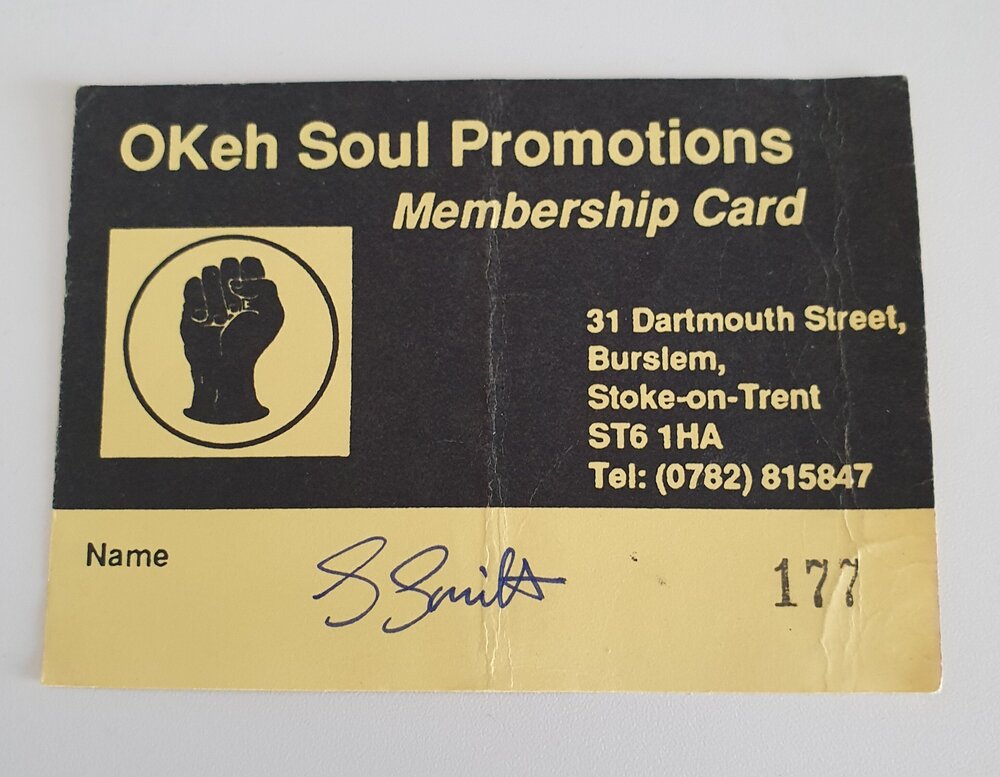 OKeh Soul Promotions
Membership Card
31 Dartmouth Street,
Burslem,
Stoke-on-Trent
ST6 1HA
Tel: (0782) 815847
Name S Smith 177